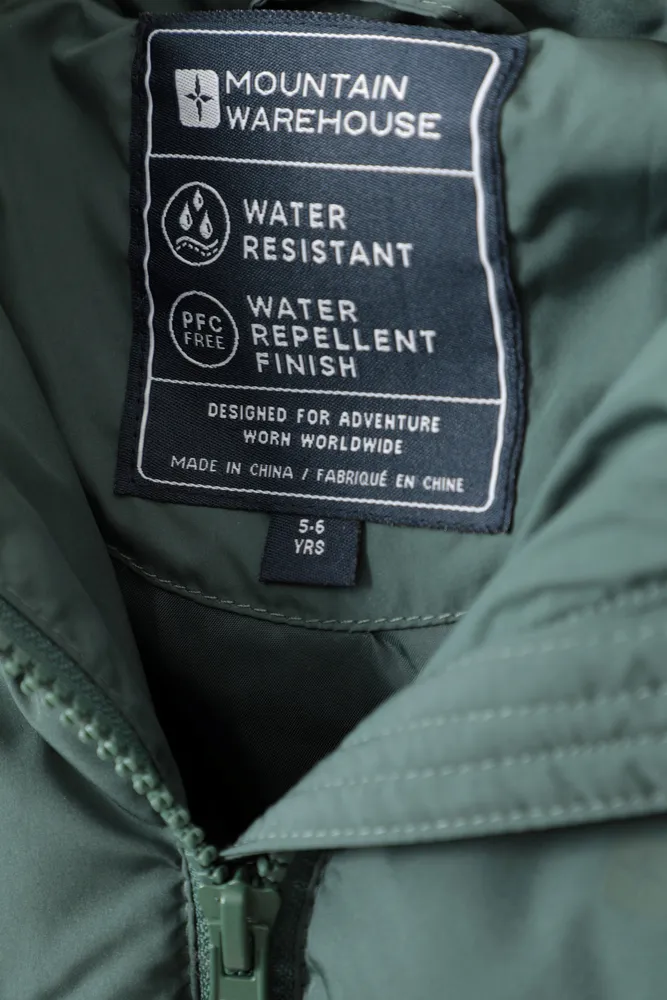 MOUNTAIN
WAREHOUSE
WATER
RESISTANT
PFC
FREE
WATER
REPELLENT
FINISH
DESIGNED FOR ADVENTURE
WORN WORLDWIDE
MADE IN CHINA / FABRIQUÉ EN CHINE
5-6
YRS